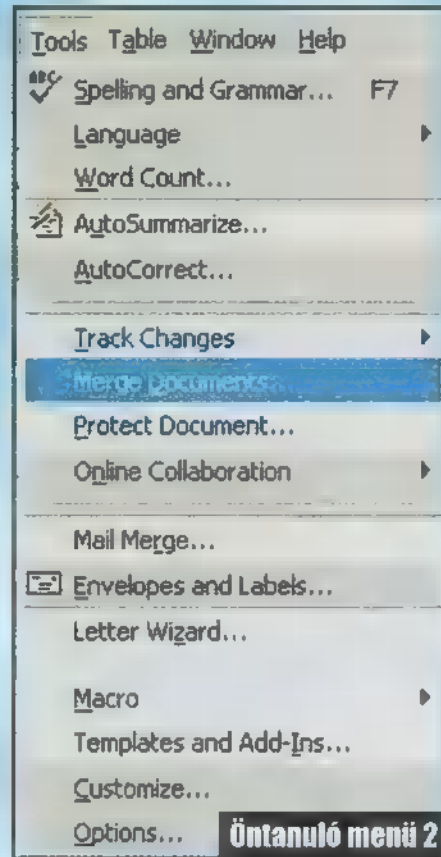 Tools Table Window Help
ABC Spelling and Grammar... F7
Language
Word Count...
AutoSummarize...
AutoCorrect...
Track Changes
Merge Documents...
Protect Document...
Online Collaboration
Mail Merge...
Envelopes and Labels...
Letter Wizard...
Macro
Templates and Add-Ins...
Customize...
Options...
Öntanuló menü 2